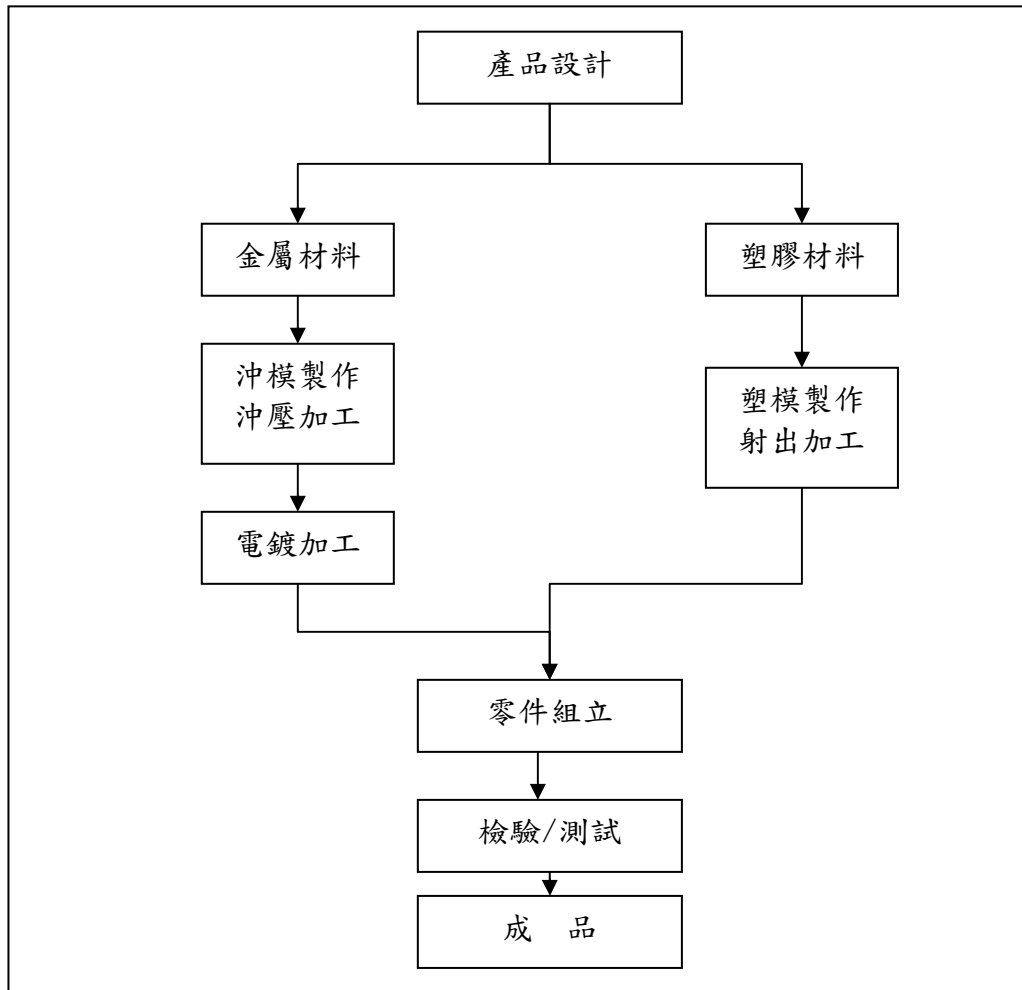 產品設計
金屬材料
塑膠材料
沖模製作
沖壓加工
塑模製作
射出加工
電鍍加工
零件組立
檢驗/測試
成 品